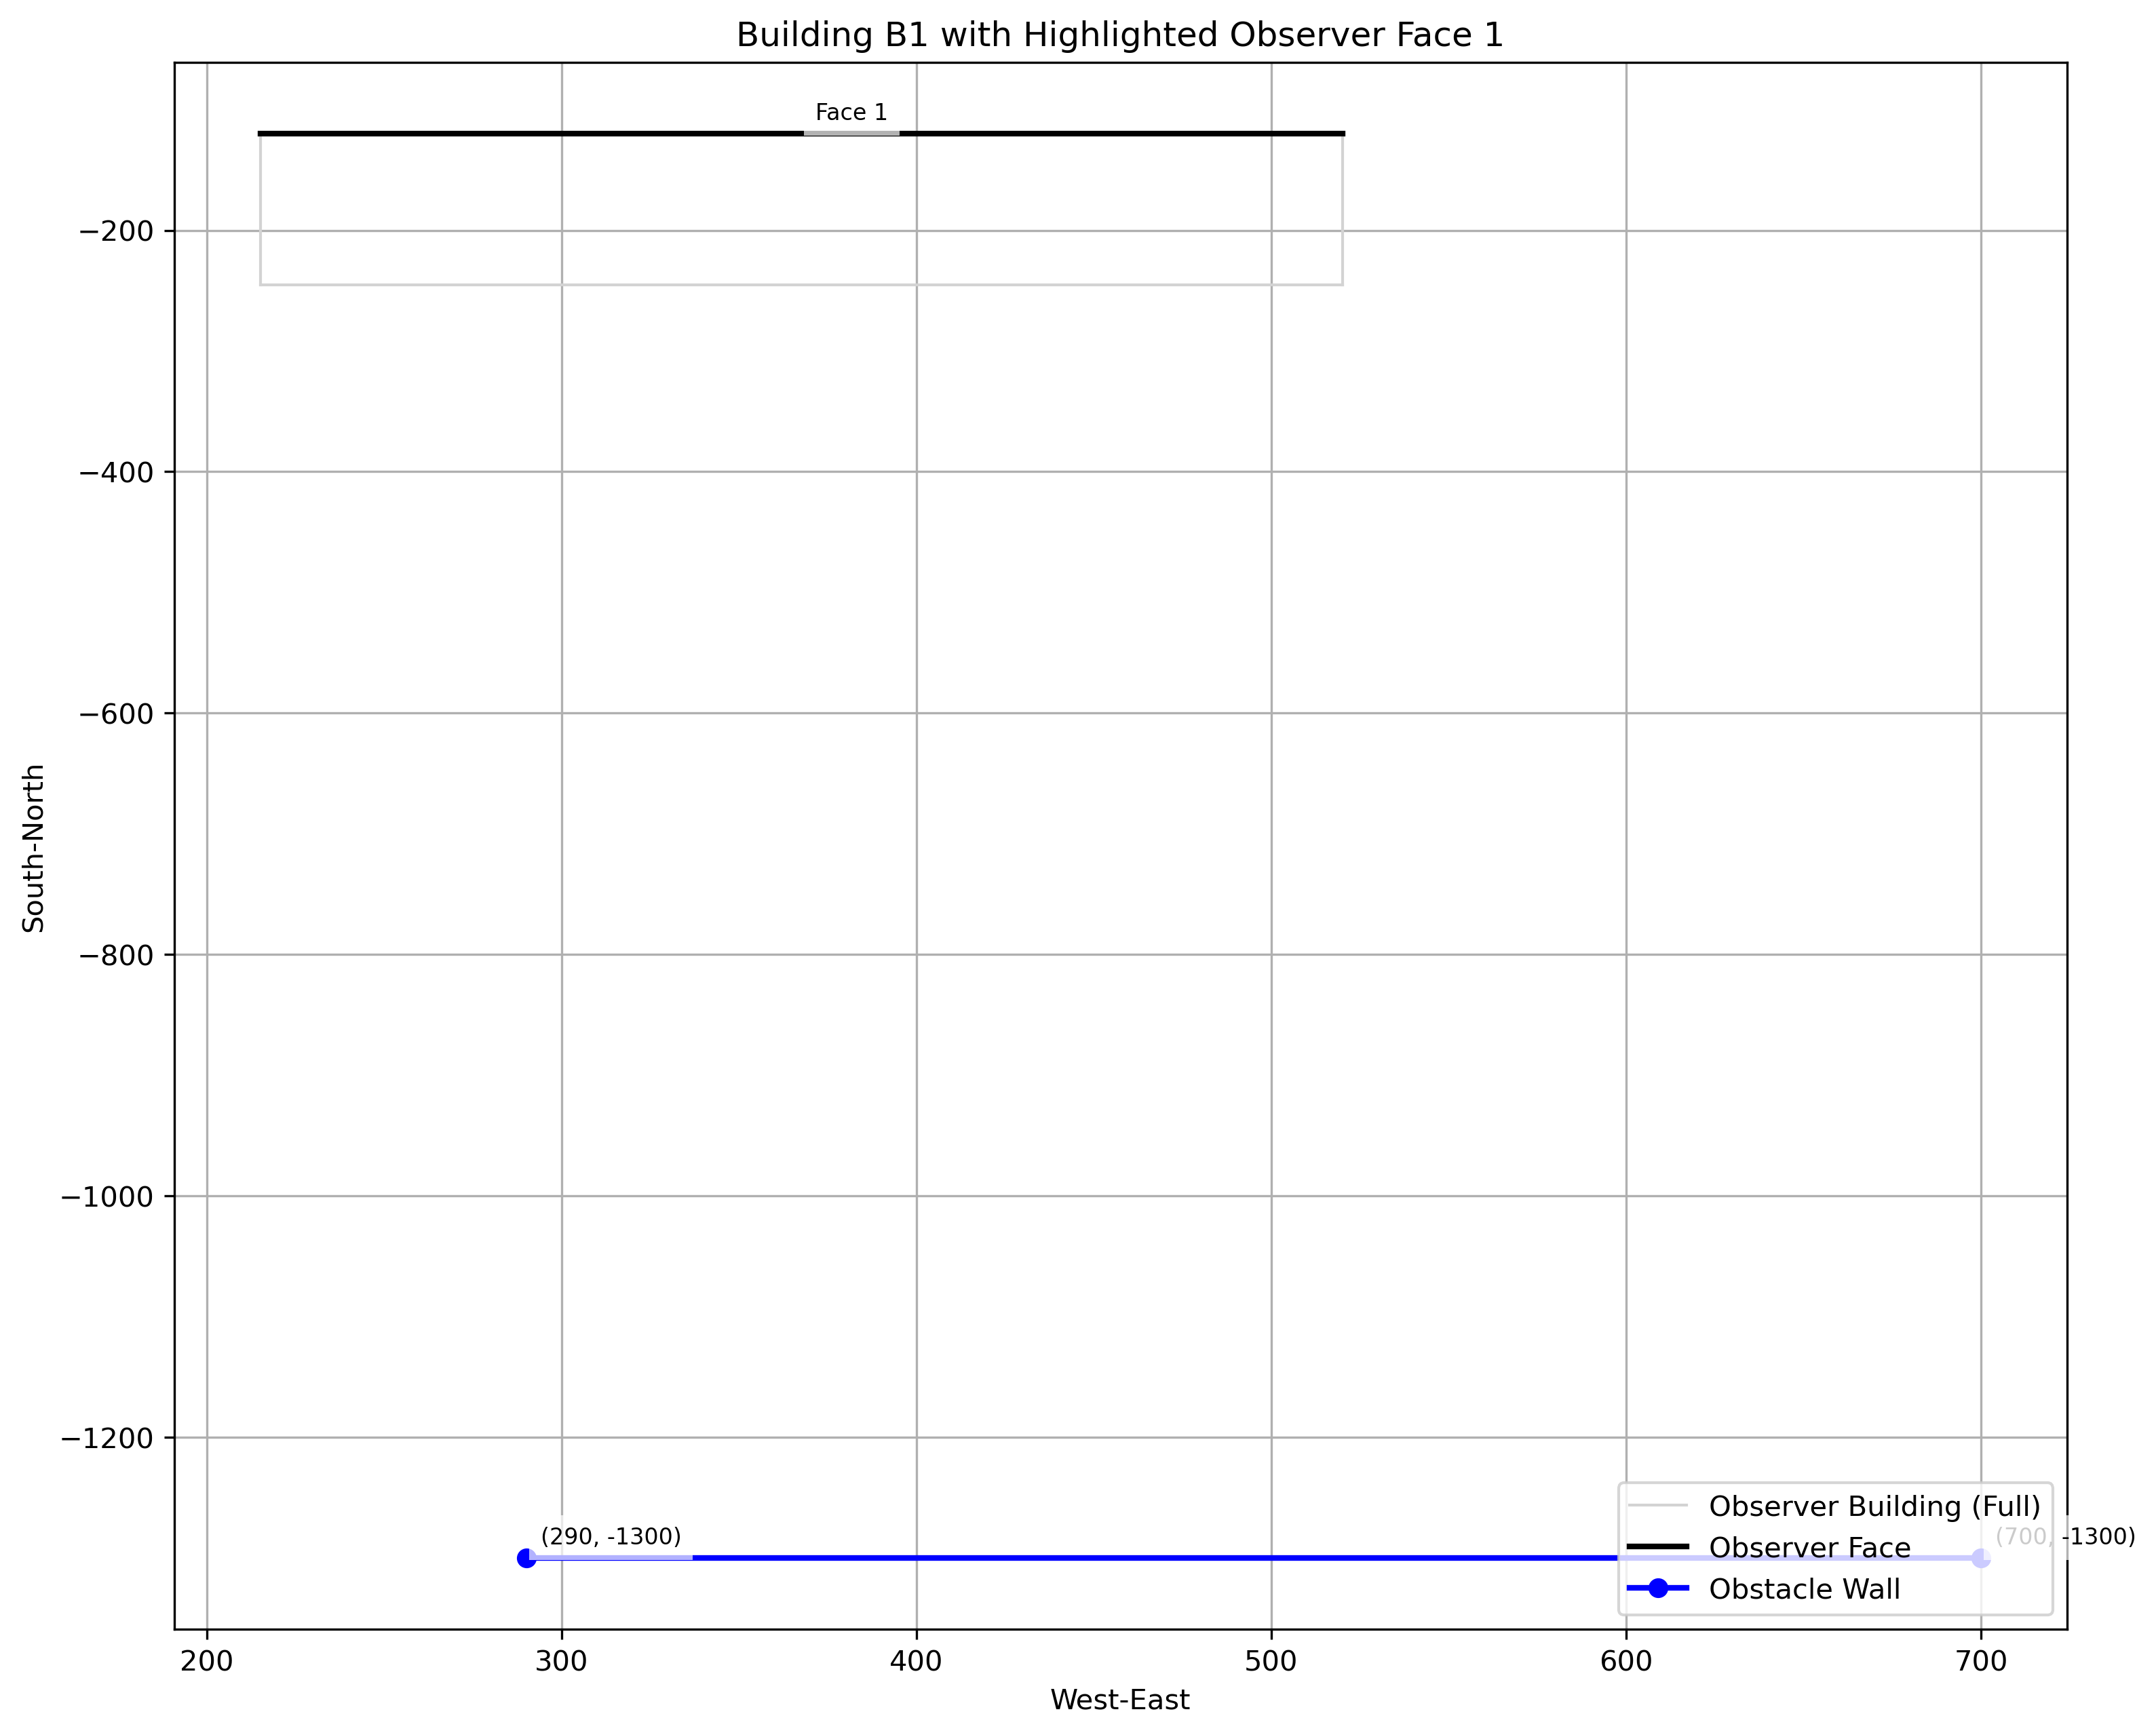 Building B1 with Highlighted Observer Face 1
Face 1
−200
−400
−600
−800
−1000
−1200
South-North
(290, -1300)
(700, -1300)
Observer Building (Full)
Observer Face
Obstacle Wall
200
300
400
500
600
700
West-East